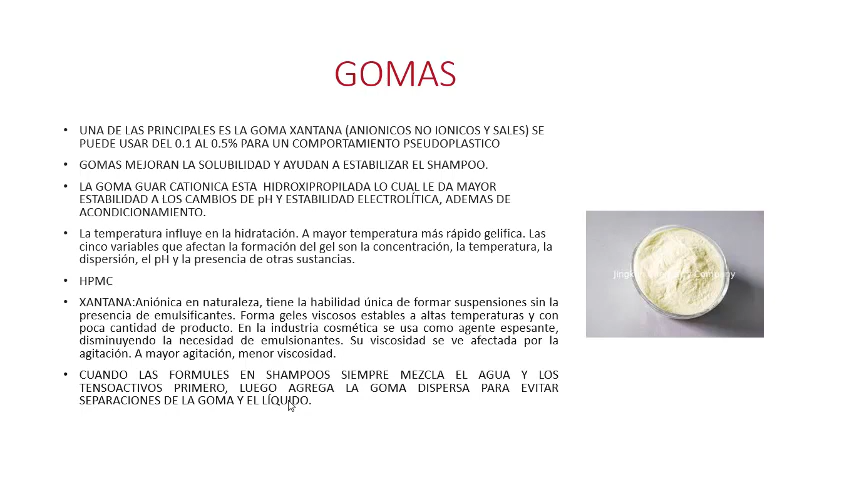 GOMAS
• UNA DE LAS PRINCIPALES ES LA GOMA XANTANA (ANIONICOS NO IONICOS Y SALES) SE
PUEDE USAR DEL 0.1 AL 0.5% PARA UN COMPORTAMIENTO PSEUDOPLASTICO
• GOMAS MEJORAN LA SOLUBILIDAD Y AYUDAN A ESTABILIZAR EL SHAMPOO.
• LA GOMA GUAR CATIONICA ESTA HIDROXIPROPILADA LO CUAL LE DA MAYOR
ESTABILIDAD A LOS CAMBIOS DE pH Y ESTABILIDAD ELECTROLÍTICA, ADEMAS DE
ACONDICIONAMIENTO.
• La temperatura influye en la hidratación. A mayor temperatura más rápido gelifica. Las
cinco variables que afectan la formación del gel son la concentración, la temperatura, la
dispersión, el pH y la presencia de otras sustancias.
• HPMC
• XANTANA:Aniónica en naturaleza, tiene la habilidad única de formar suspensiones sin la
presencia de emulsificantes. Forma geles viscosos estables a altas temperaturas y con
poca cantidad de producto. En la industria cosmética se usa como agente espesante,
disminuyendo la necesidad de emulsionantes. Su viscosidad se ve afectada por la
agitación. A mayor agitación, menor viscosidad.
• CUANDO LAS FORMULES EN SHAMPOOS SIEMPRE MEZCLA EL AGUA Y LOS
TENSOACTIVOS PRIMERO, LUEGO AGREGA LA GOMA DISPERSA PARA EVITAR
SEPARACIONES DE LA GOMA Y EL LÍQUIDO.
Company